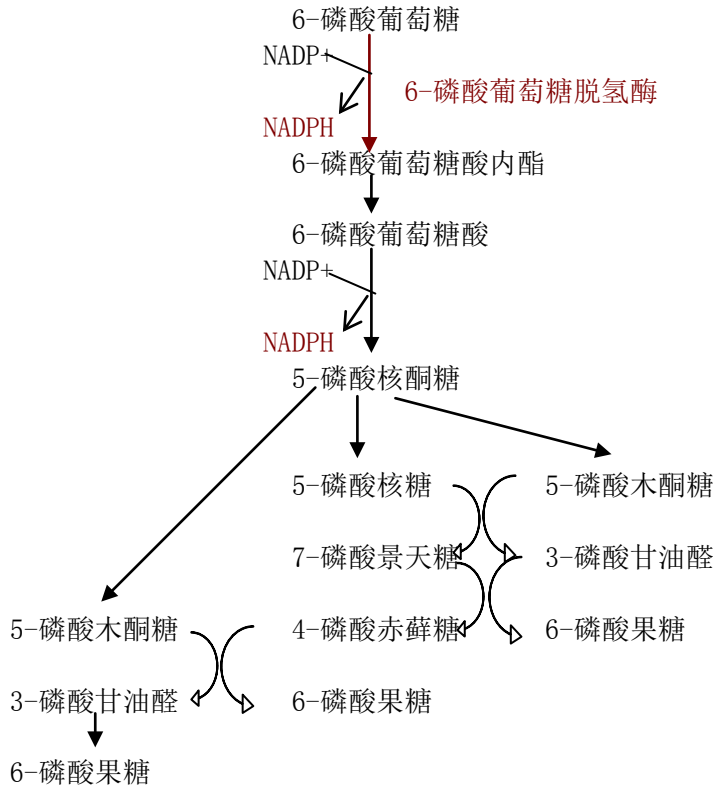 6-磷酸葡萄糖
NADP+
6-磷酸葡萄糖脱氢酶
NADPH
6-磷酸葡萄糖酸内酯
6-磷酸葡萄糖酸
NADP+
NADPH
5-磷酸核酮糖
5-磷酸核糖 5-磷酸木酮糖
7-磷酸景天糖 3-磷酸甘油醛
5-磷酸木酮糖 4-磷酸赤藓糖 6-磷酸果糖
3-磷酸甘油醛 6-磷酸果糖
6-磷酸果糖